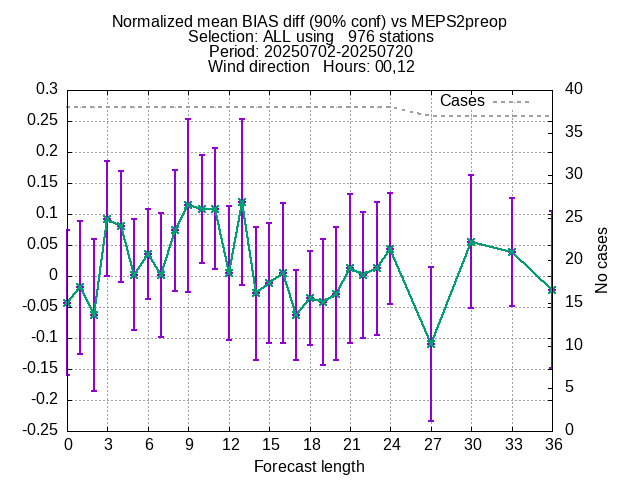 Normalized mean BIAS diff (90% conf) vs MEPS2preop
Selection: ALL using   976 stations
Period: 20250702-20250720
Wind direction   Hours: 00,12
Cases
0.3
0.25
0.2
0.15
0.1
0.05
0
-0.05
-0.1
-0.15
-0.2
-0.25
40
35
30
25
20
15
10
5
0
No cases
0 3 6 9 12 15 18 21 24 27 30 33 36
Forecast length